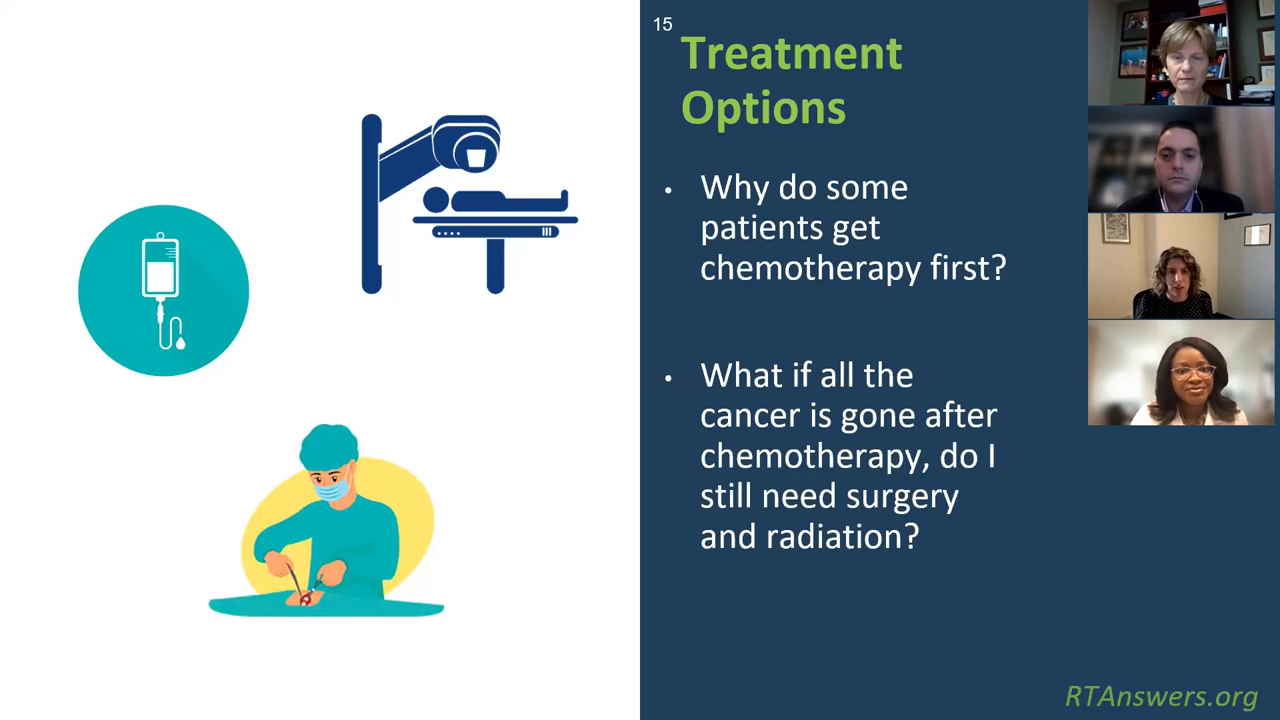 15
Treatment
Options
• Why do some
patients get
chemotherapy first?
• What if all the
cancer is gone after
chemotherapy, do I
still need surgery
and radiation?
RTAnswers.org